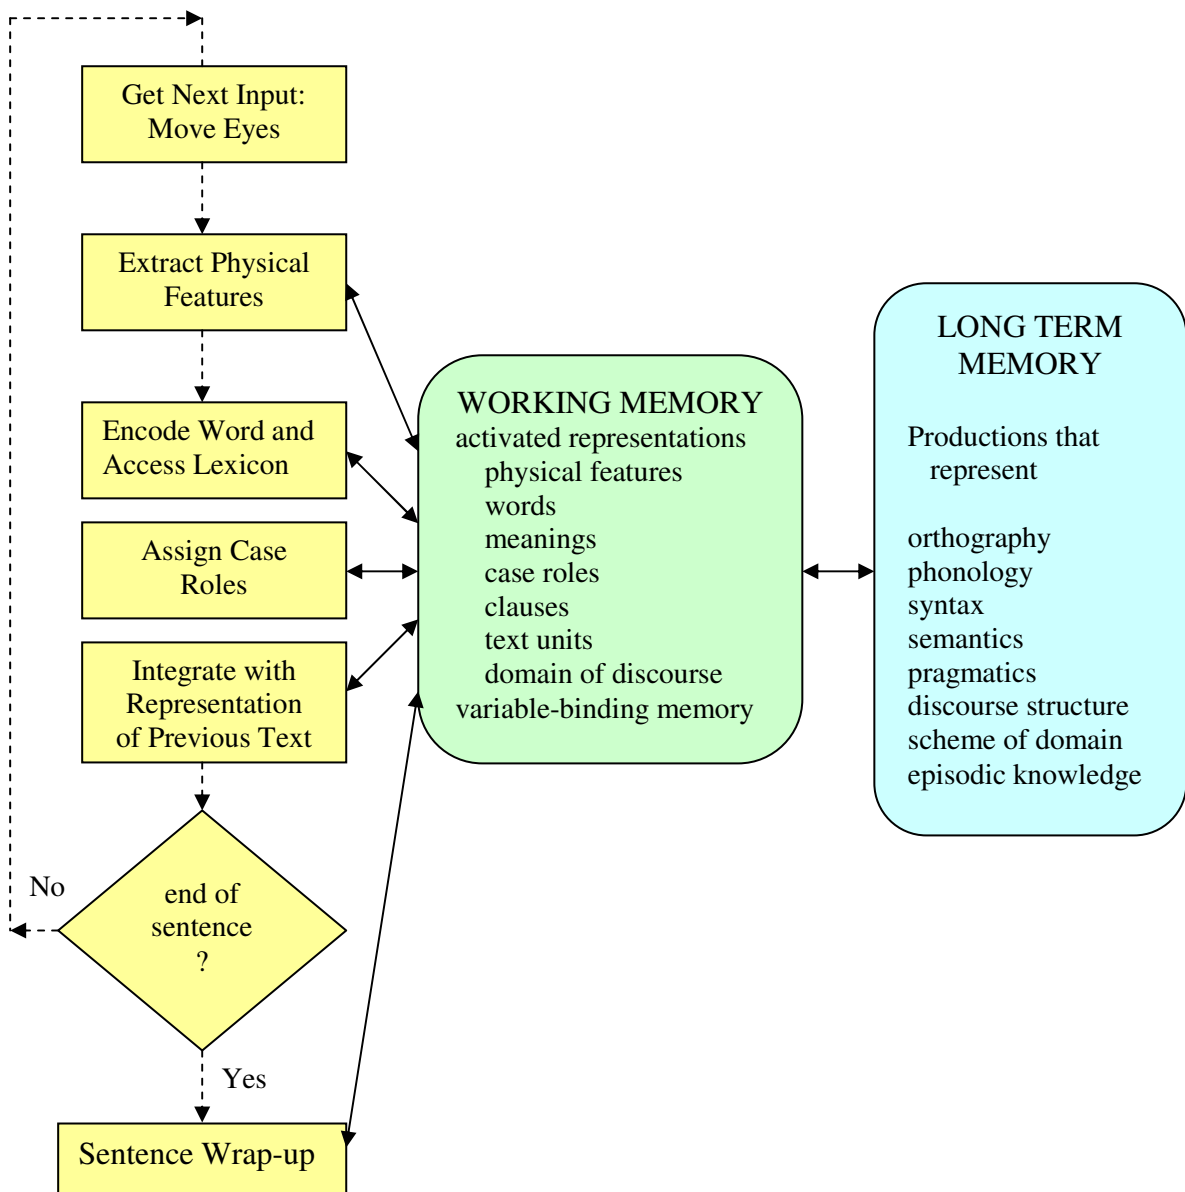 Get Next Input:
Move Eyes
Extract Physical
Features
Encode Word and
Access Lexicon
Assign Case
Roles
Integrate with
Representation
of Previous Text
No
end of
sentence
?
Yes
Sentence Wrap-up
WORKING MEMORY
activated representations
physical features
words
meanings
case roles
clauses
text units
domain of discourse
variable-binding memory
LONG TERM
MEMORY
Productions that
represent
orthography
phonology
syntax
semantics
pragmatics
discourse structure
scheme of domain
episodic knowledge